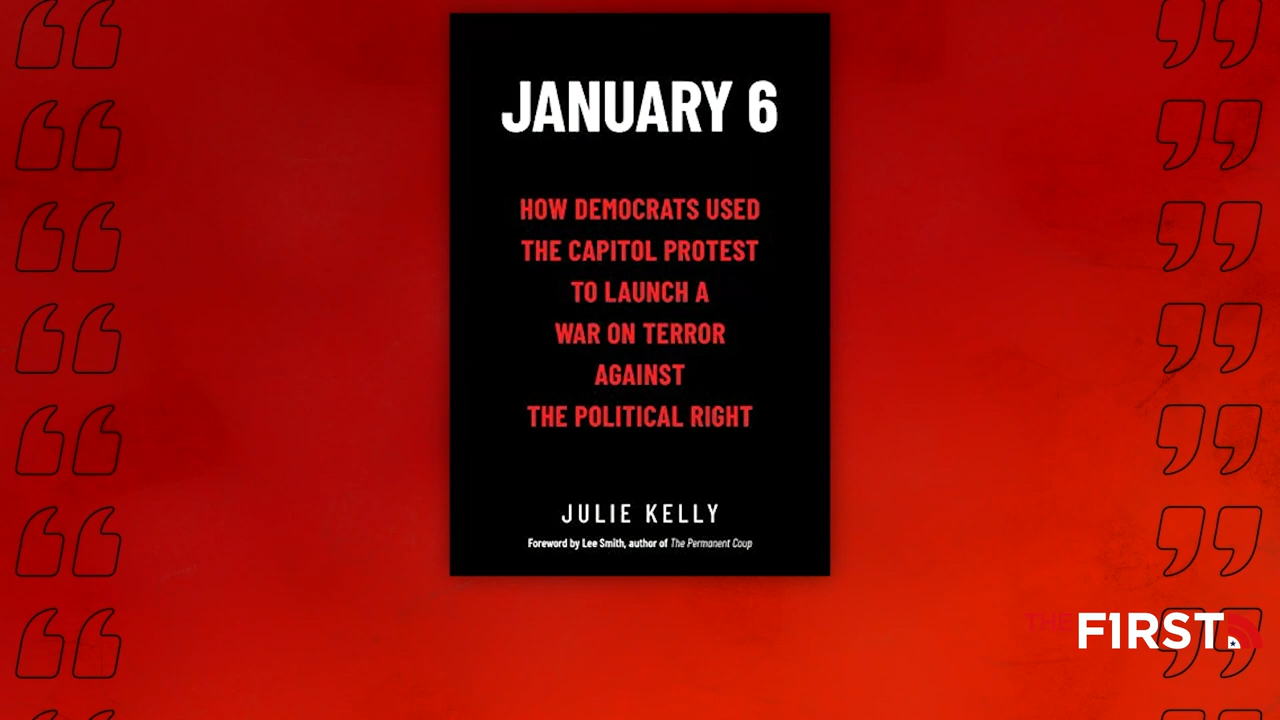 JANUARY 6
HOW DEMOCRATS USED
THE CAPITOL PROTEST
TO LAUNCH A
WAR ON TERROR
AGAINST
THE POLITICAL RIGHT
JULIE KELLY
Foreword by Lee Smith, author of The Permanent Coup
THE F1RST